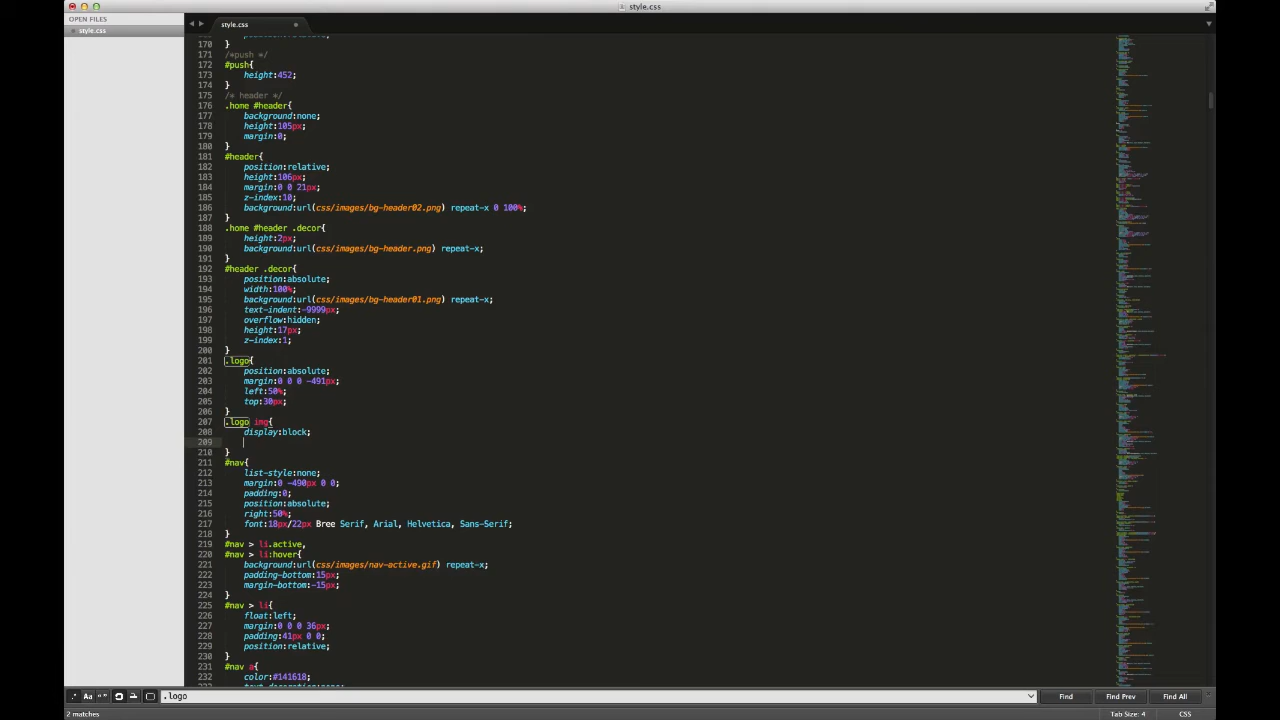 style.css
OPEN FILES
style.css
style.css
170 }
171 /*push */
172 #push{
173 height:452;
174 }
175 /* header */
176 .home #header{
177 background:none;
178 height:105px;
179 margin:0;
180 }
181 #header{
182 position:relative;
183 height:106px;
184 margin:0 0 21px;
185 z-index:10;
186 background:url(css/images/bg-header02.png) repeat-x 0 100%;
187 }
188 .home #header .decor{
189 height:2px;
190 background:url(css/images/bg-header.png) repeat-x;
191 }
192 #header .decor{
193 position:absolute;
194 width:100%;
195 background:url(css/images/bg-header01.png) repeat-x;
196 text-indent:-9999px;
197 overflow:hidden;
198 height:17px;
199 z-index:1;
200 }
201 .logo{
202 position:absolute;
203 margin:0 0 0 -491px;
204 left:50%;
205 top:30px;
206 }
207 .logo img{
208 display:block;
209
210 }
211 #nav{
212 list-style:none;
213 margin:0 -490px 0 0;
214 padding:0;
215 position:absolute;
216 right:50%;
217 font:18px/22px Bree Serif, Arial, Helvetica, Sans-Serif;
218 }
219 #nav > li.active,
220 #nav > li:hover{
221 background:url(css/images/nav-active.gif) repeat-x;
222 padding-bottom:15px;
223 margin-bottom:-15px;
224 }
225 #nav > li{
226 float:left;
227 margin:0 0 0 36px;
228 padding:41px 0 0;
229 position:relative;
230 }
231 #nav a{
232 color:#141618;
.* Aa “” .logo Find Find Prev Find All
2 matches Tab Size: 4 CSS